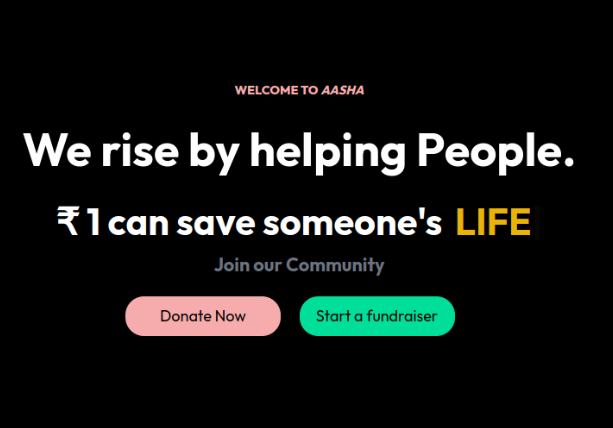 WELCOME TO AASHA
We rise by helping People.
₹ 1 can save someone's LIFE
Join our Community
Donate Now
Start a fundraiser